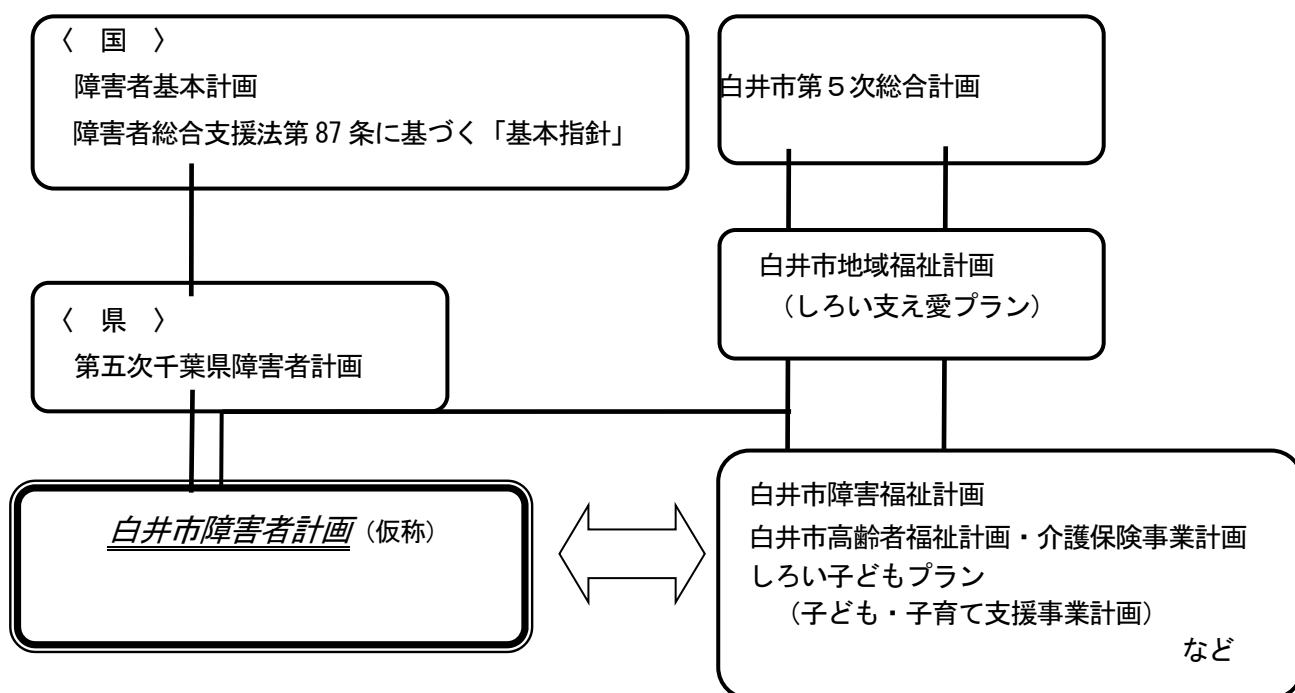 〈　国　〉
障害者基本計画
障害者総合支援法第 87 条に基づく「基本指針」
白井市第５次総合計画
白井市地域福祉計画
（しろい支え愛プラン）
〈　県　〉
第五次千葉県障害者計画
白井市障害者計画（仮称）
白井市障害福祉計画
白井市高齢者福祉計画・介護保険事業計画
しろい子どもプラン
（子ども・子育て支援事業計画）
など